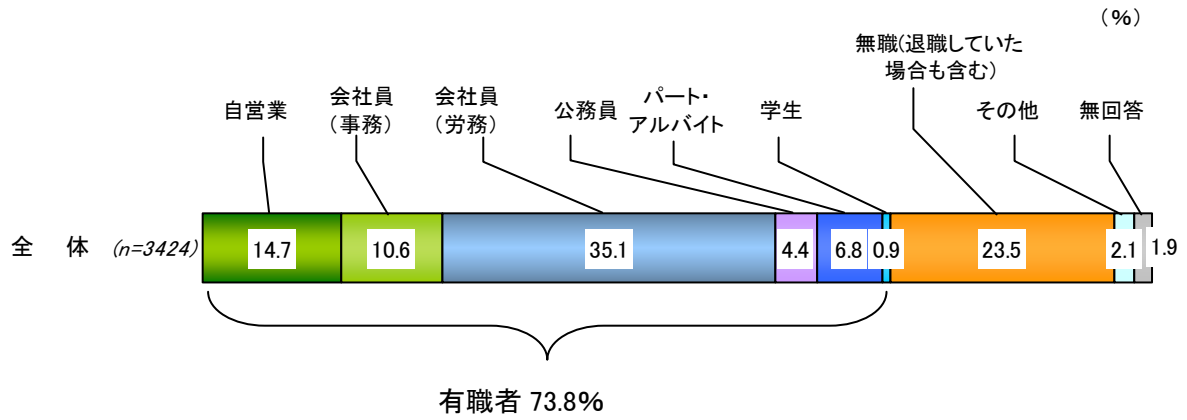 (%)
無職(退職していた
場合も含む)
自営業
会社員
(事務)
会社員
(労務)
公務員
パート・
アルバイト
学生
その他
無回答
全 体 (n=3424)
14.7
10.6
35.1
4.4
6.8
0.9
23.5
2.1
1.9
有職者 73.8%